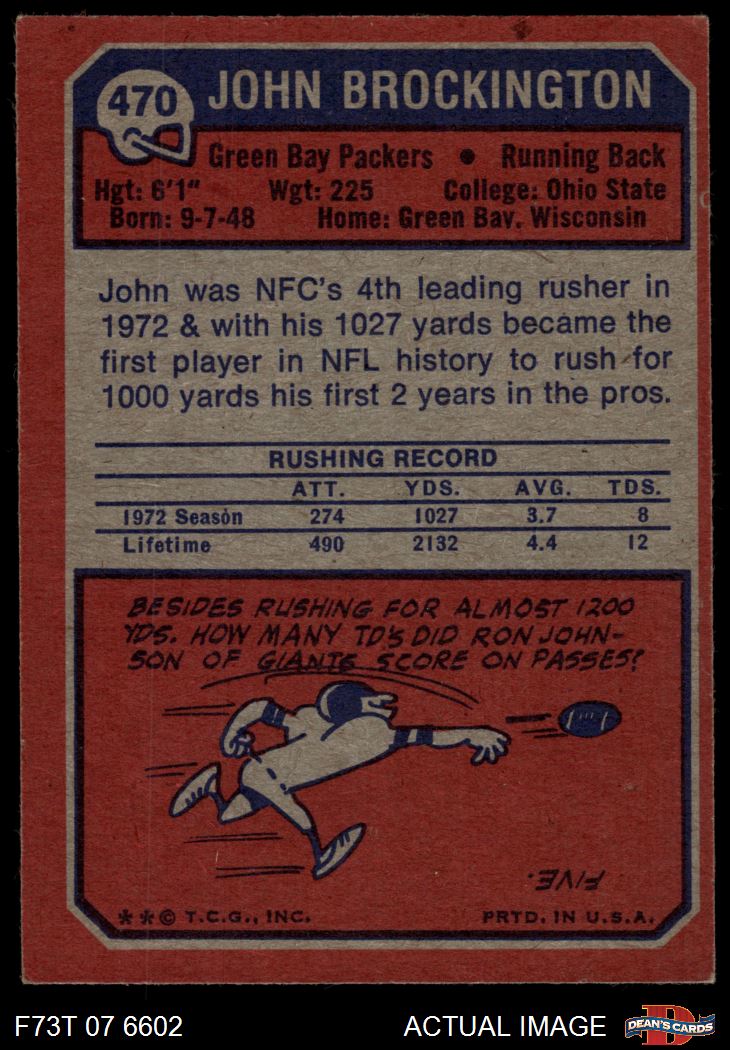 470
JOHN BROCKINGTON
Green Bay Packers • Running Back
Hgt: 6'1" Wgt: 225 College: Ohio State
Born: 9-7-48 Home: Green Bay, Wisconsin
John was NFC's 4th leading rusher in
1972 & with his 1027 yards became the
first player in NFL history to rush for
1000 yards his first 2 years in the pros.
RUSHING RECORD
ATT. YDS. AVG. TDS.
1972 Season 274 1027 3.7 8
Lifetime 490 2132 4.4 12
BESIDES RUSHING FOR ALMOST 1200
YDS. HOW MANY TD'S DID RON JOHN-
SON OF GIANTS SCORE ON PASSES?
FIVE.
**© T.C.G., INC. PRTD. IN U.S.A.
F73T 07 6602 ACTUAL IMAGE
D
DEAN'S CARDS